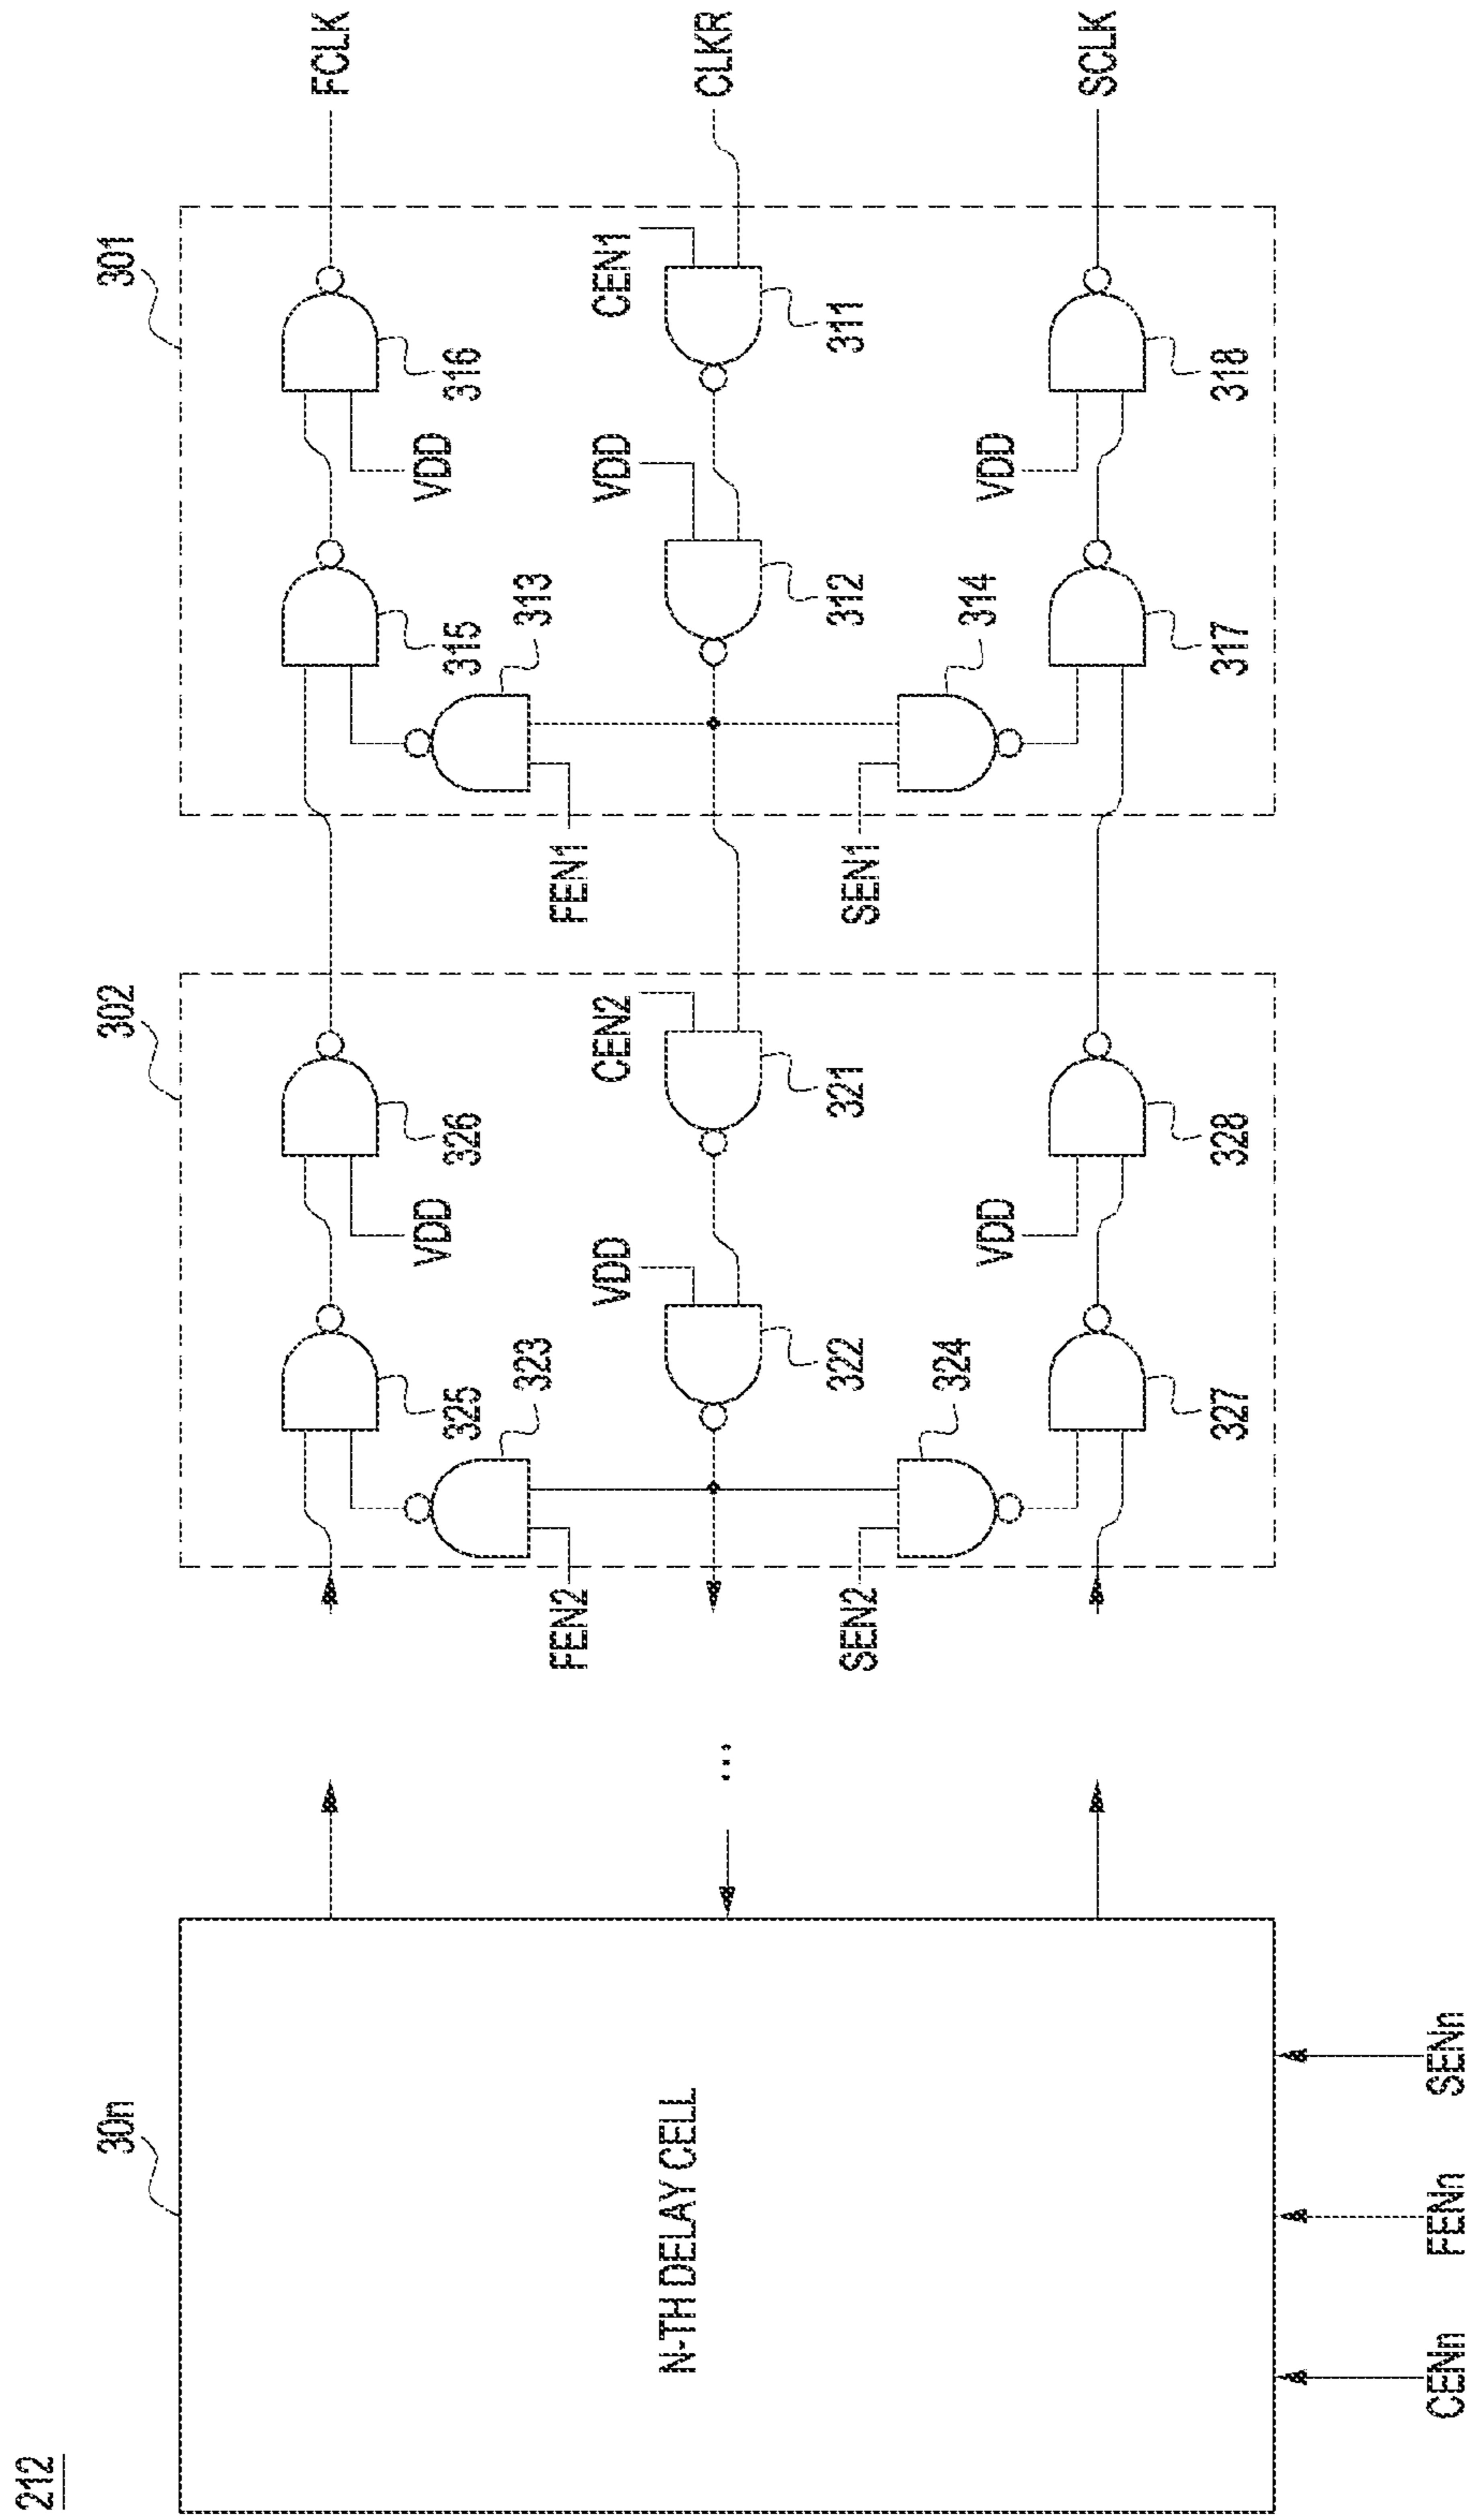 212
30n
302
301
N-TH DELAY CELL
CENn
FENn
SENn
...
FCLK
CLKR
SCLK
325
326
315
316
VDD
VDD
323
313
FEN2
FEN1
VDD
CEN2
VDD
CEN1
322
321
312
311
SEN2
SEN1
324
314
VDD
VDD
327
328
317
318